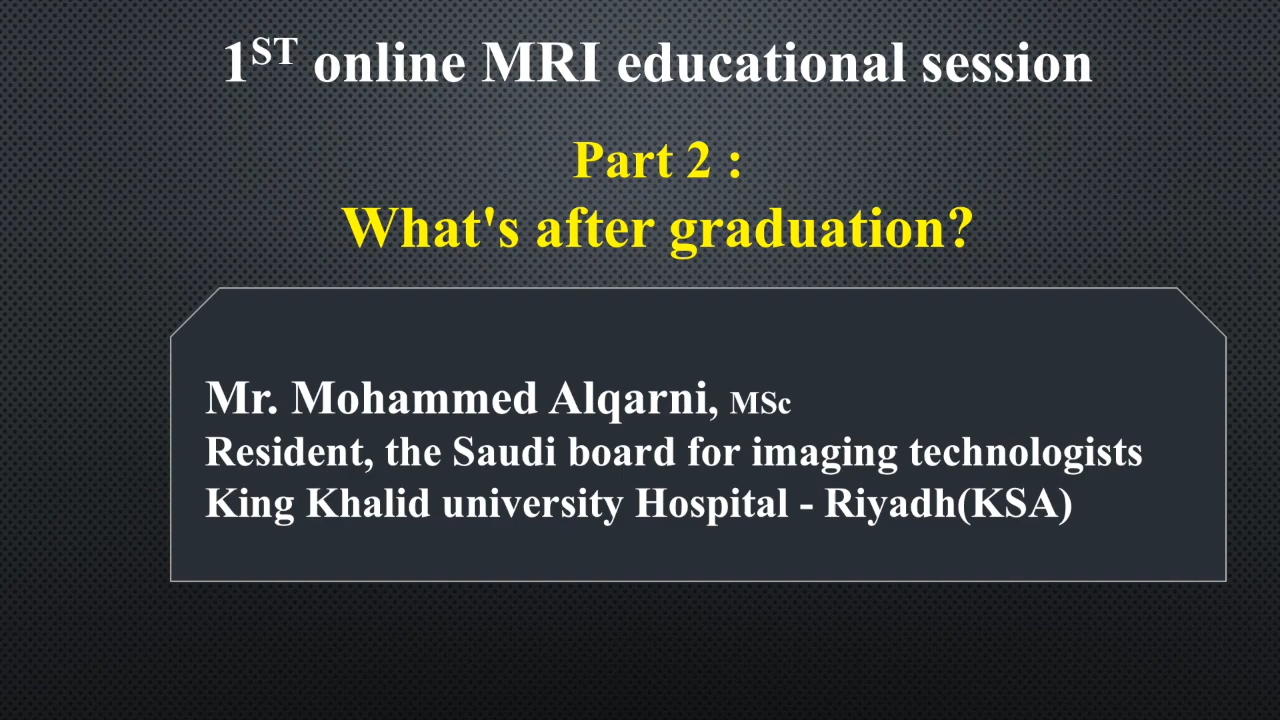 1ST online MRI educational session
Part 2 :
What's after graduation?
Mr. Mohammed Alqarni, MSc
Resident, the Saudi board for imaging technologists
King Khalid university Hospital - Riyadh(KSA)